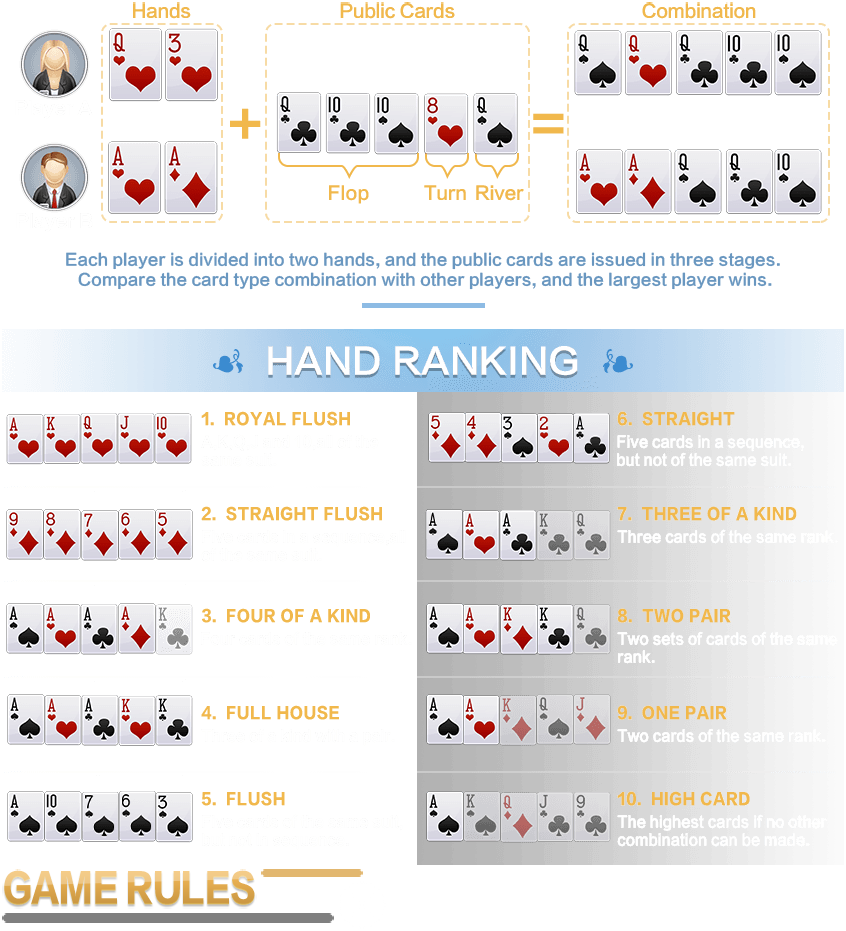 Hands Public Cards Combination
Q 3 Q 10 10 8 Q Q Q Q 10 10
Flop Turn River
A A A A Q Q 10
Each player is divided into two hands, and the public cards are issued in three stages.
Compare the card type combination with other players, and the largest player wins.
HAND RANKING
A K Q J 10
1. ROYAL FLUSH
9 8 7 6 5
2. STRAIGHT FLUSH
A A A A K
3. FOUR OF A KIND
A A A K K
4. FULL HOUSE
A 10 7 6 3
5. FLUSH
5 4 3 2 A
6. STRAIGHT
Five cards in a sequence,
but not of the same suit.
A A A K Q
7. THREE OF A KIND
Three cards of the same rank.
A A K K Q
8. TWO PAIR
Two sets of cards of the same
rank.
A A K Q J
9. ONE PAIR
Two cards of the same rank.
A K Q J 9
10. HIGH CARD
The highest cards if no other
combination can be made.
GAME RULES